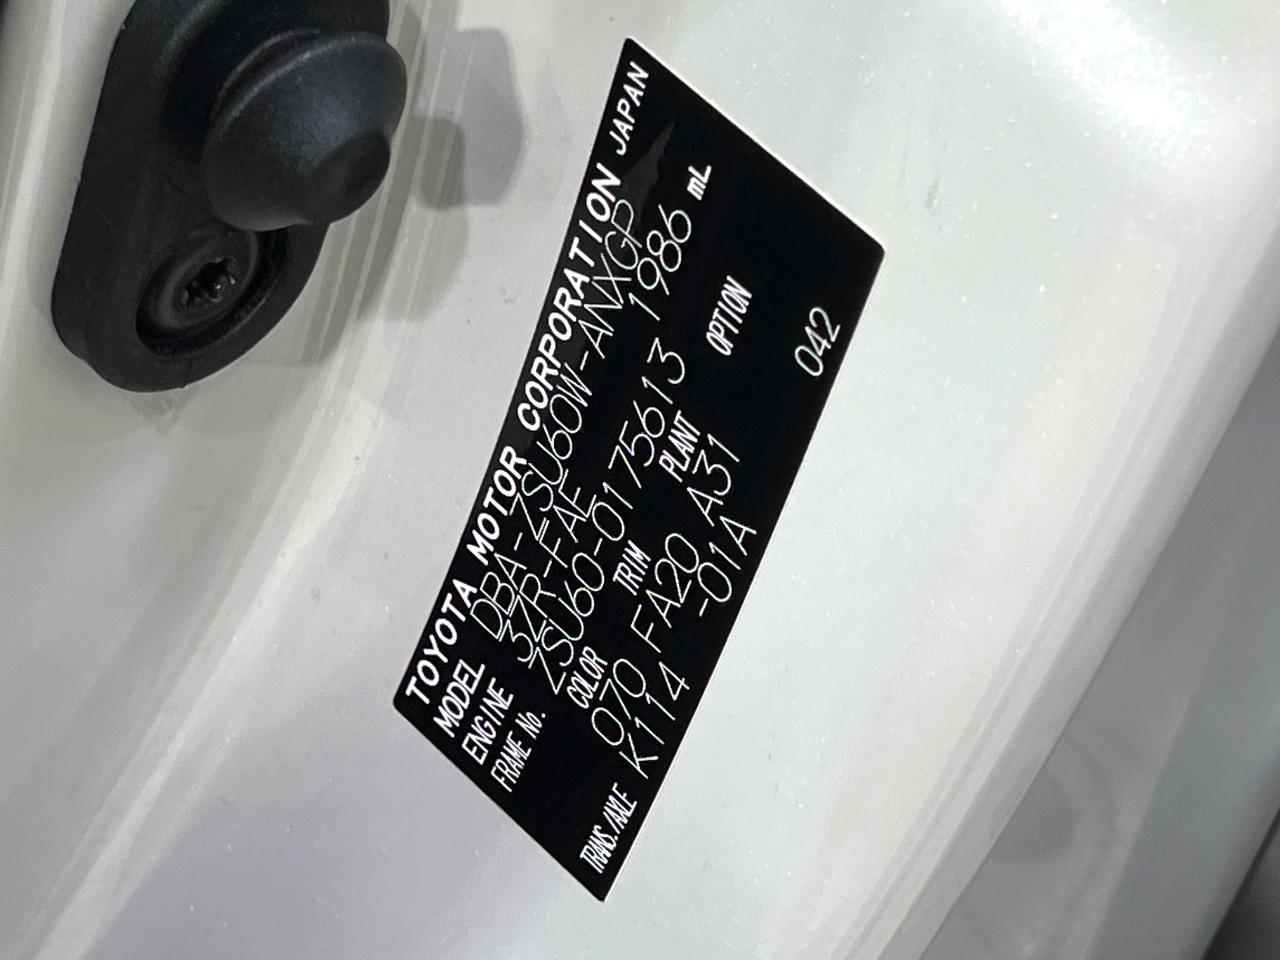 TOYOTA MOTOR CORPORATION JAPAN
MODEL DBA-ZSU60W-ANXGP
ENGINE 3ZR-FAE 1986 mL
FRAME No. ZSU60-0175613
COLOR TRIM PLANT OPTION
070 FA20 A31
TRANS./AXLE K114 -01A 042